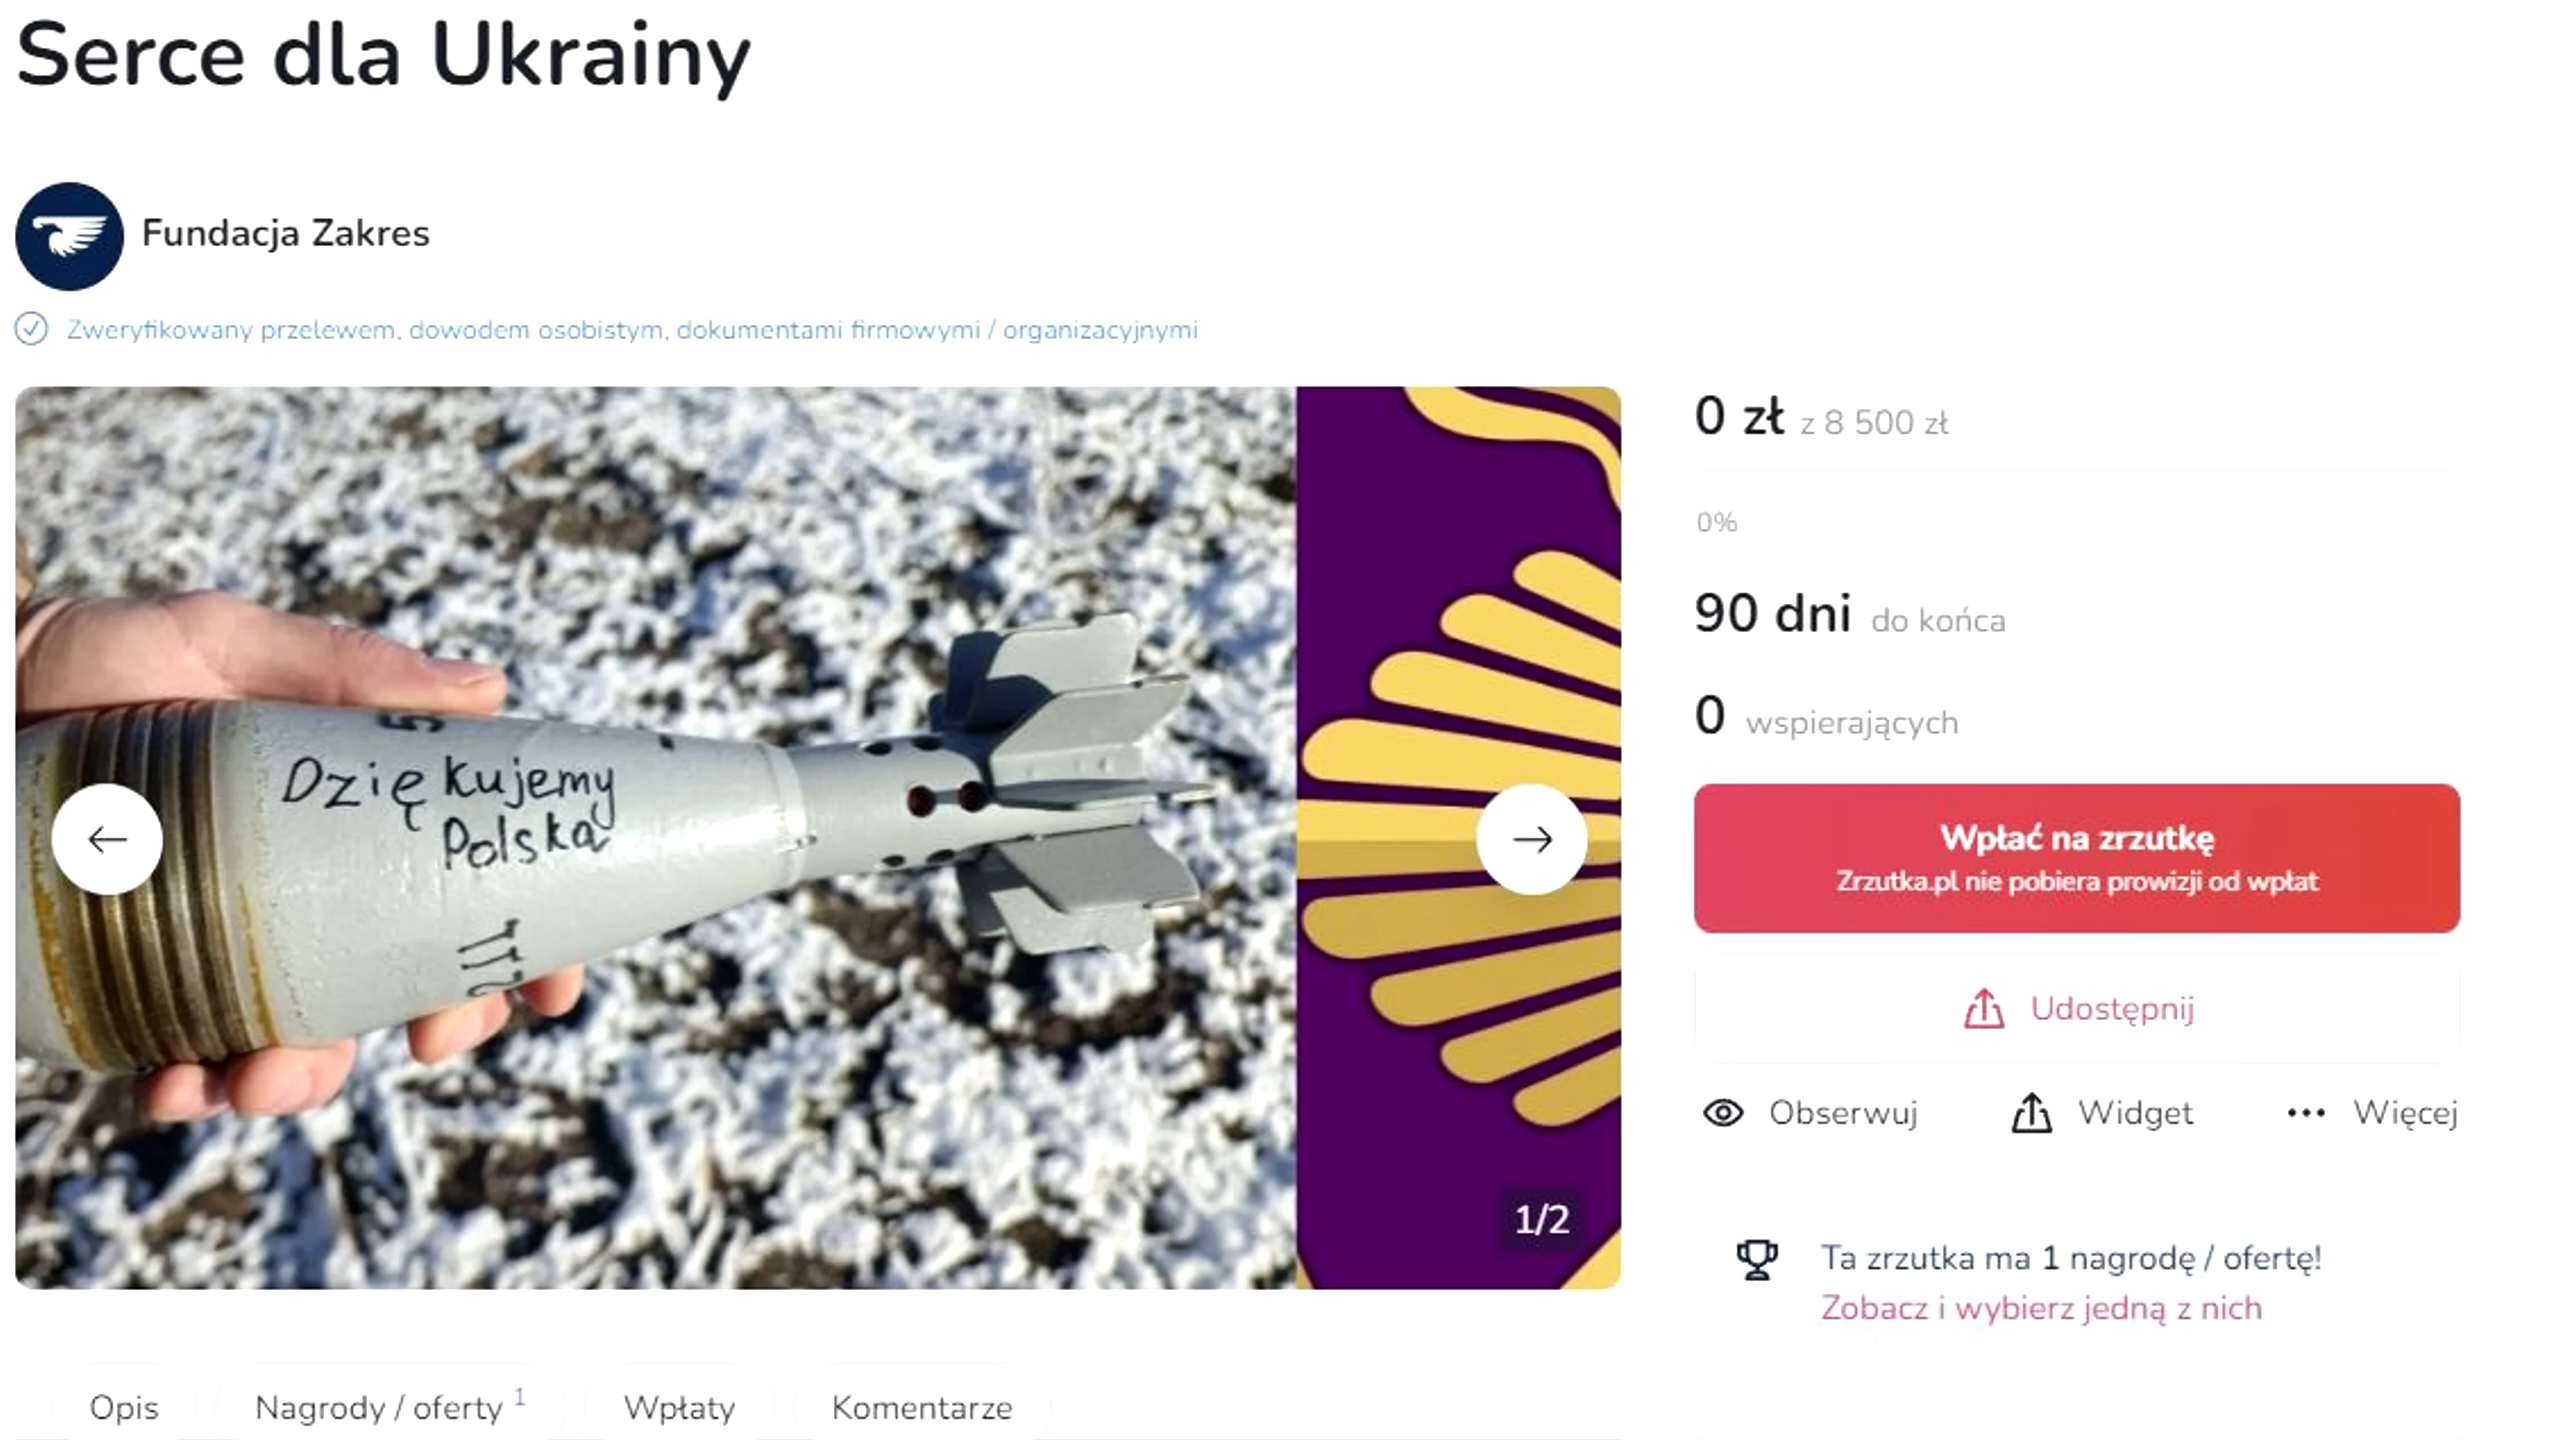 Serce dla Ukrainy
Fundacja Zakres
Zweryfikowany przelewem, dowodem osobistym, dokumentami firmowymi / organizacyjnymi
0 zł z 8 500 zł
0%
90 dni do końca
0 wspierających
Wpłać na zrzutkę
Zrzutka.pl nie pobiera prowizji od wpłat
Udostępnij
Obserwuj Widget Więcej
Ta zrzutka ma 1 nagrodę / ofertę!
Zobacz i wybierz jedną z nich
5
Dziękujemy
Polska
1/2
Opis Nagrody / oferty 1 Wpłaty Komentarze